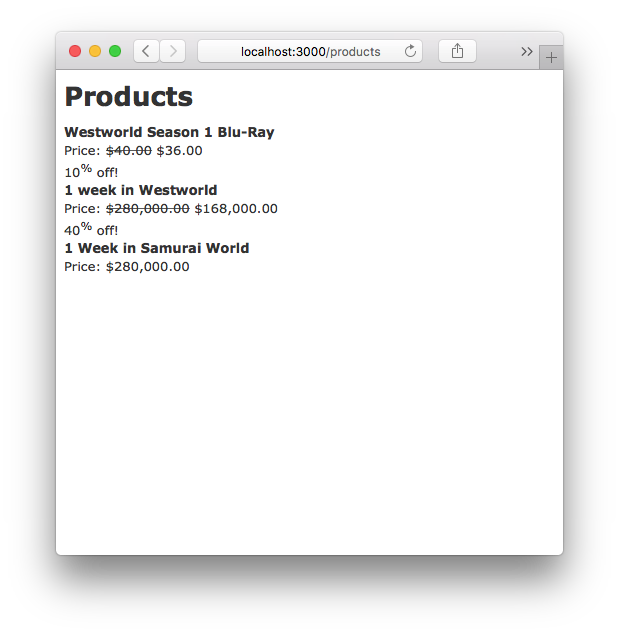 localhost:3000/products
Products
Westworld Season 1 Blu-Ray
Price: $40.00 $36.00
10% off!
1 week in Westworld
Price: $280,000.00 $168,000.00
40% off!
1 Week in Samurai World
Price: $280,000.00